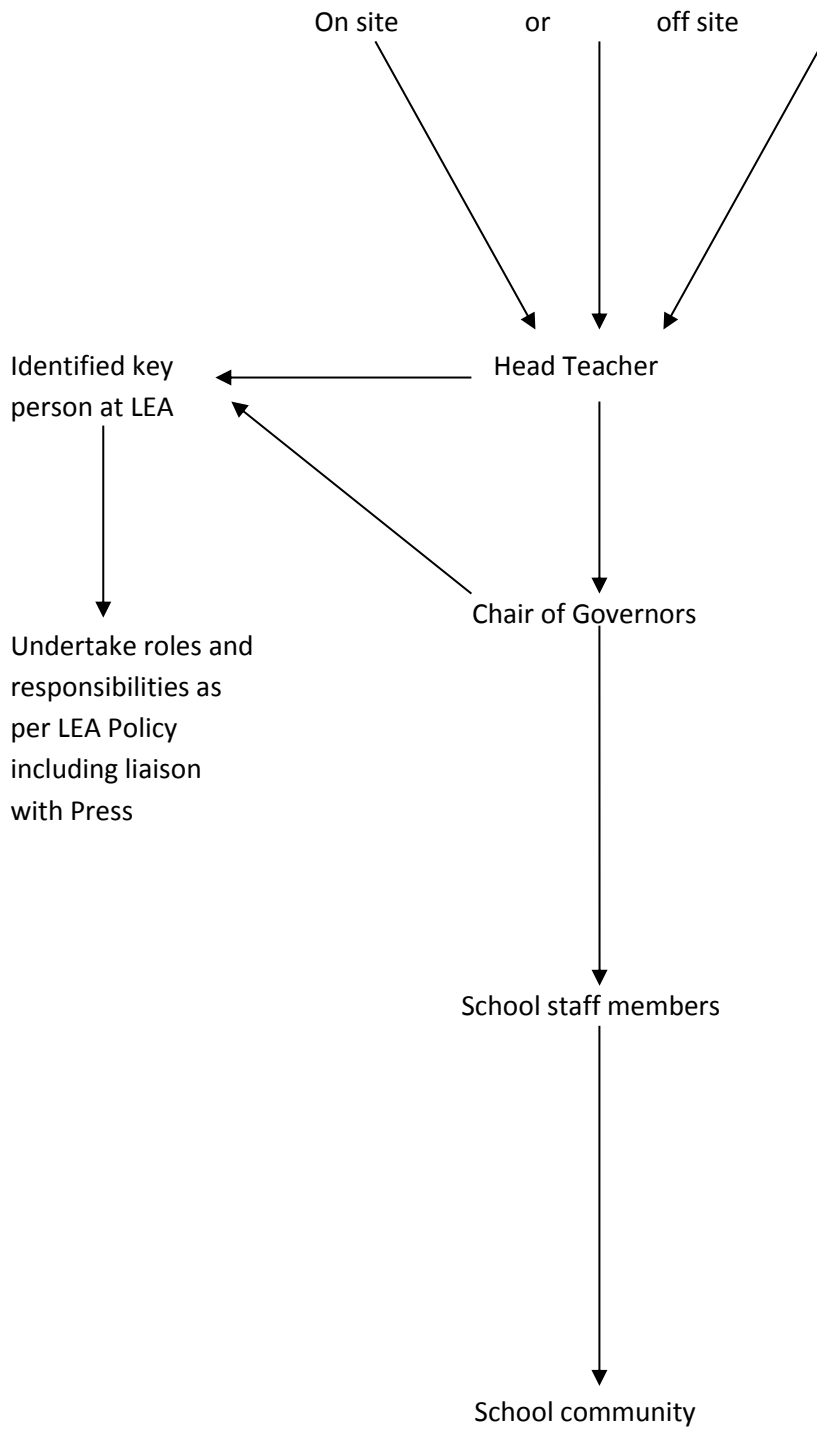 On site or off site
Identified key
person at LEA
Head Teacher
Chair of Governors
Undertake roles and
responsibilities as
per LEA Policy
including liaison
with Press
School staff members
School community